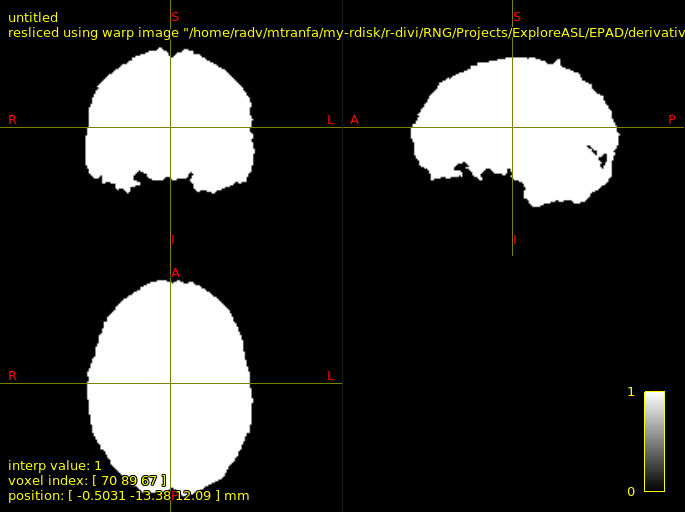 untitled
resliced using warp image "/home/radv/mtranfa/my-rdisk/r-divi/RNG/Projects/ExploreASL/EPAD/derivativ
S S
R L A P
I I
A
R L
1
interp value: 1
voxel index: [ 70 89 67 ]
position: [ -0.5031 -13.38 12.09 ] mm
0